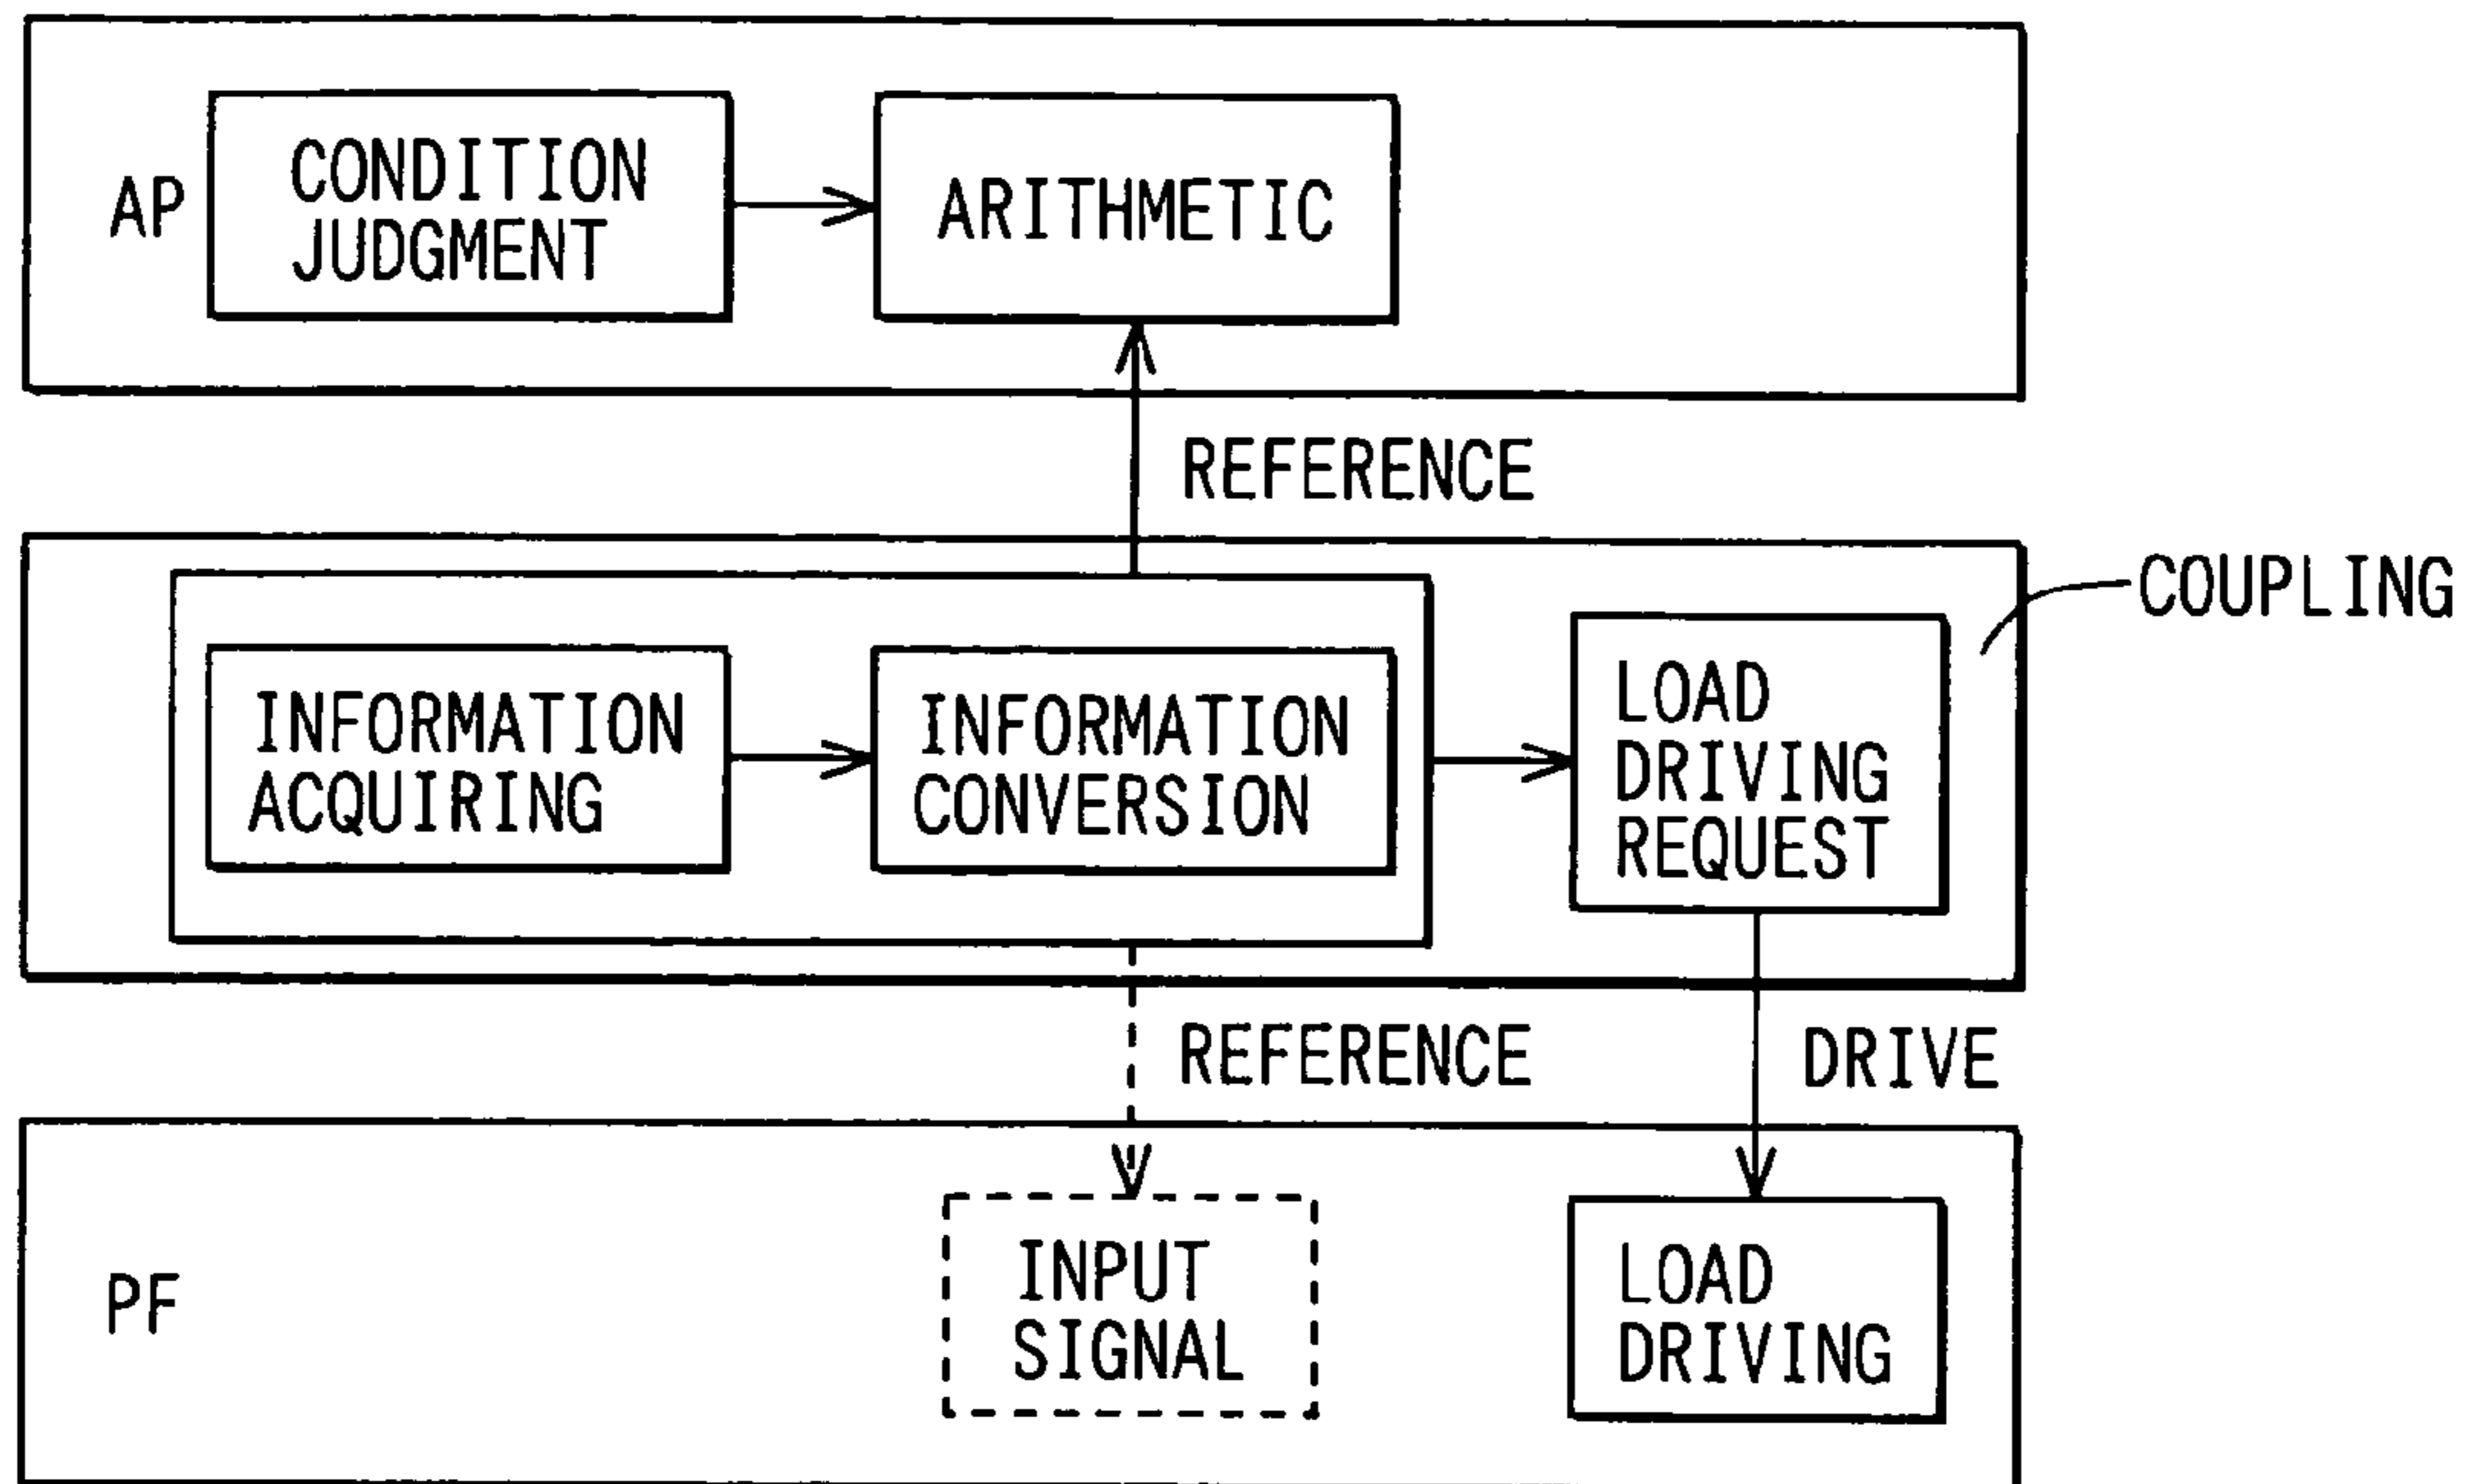 AP
CONDITION
JUDGMENT
ARITHMETIC
REFERENCE
COUPLING
INFORMATION
ACQUIRING
INFORMATION
CONVERSION
LOAD
DRIVING
REQUEST
REFERENCE
DRIVE
PF
INPUT
SIGNAL
LOAD
DRIVING